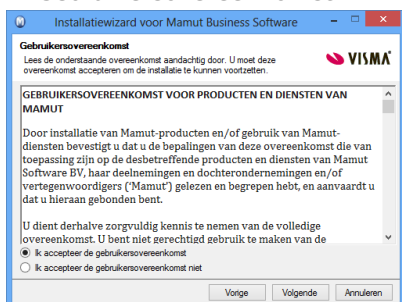 Installatiewizard voor Mamut Business Software
Gebruikersovereenkomst
Lees de onderstaande overeenkomst aandachtig door. U moet deze
overeenkomst accepteren om de installatie te kunnen voortzetten.
VISMA
GEBRUIKERSOVEREENKOMST VOOR PRODUCTEN EN DIENSTEN VAN
MAMUT
Door installatie van Mamut-producten en/of gebruik van Mamut-
diensten bevestigt u dat u de bepalingen van deze overeenkomst die van
toepassing zijn op de desbetreffende producten en diensten van Mamut
Software BV, haar deelnemingen en dochterondernemingen en/of
vertegenwoordigers ('Mamut') gelezen en begrepen hebt, en aanvaardt u
dat u hieraan gebonden bent.
U dient derhalve zorgvuldig kennis te nemen van de volledige
overeenkomst. U bent niet gerechtigd gebruik te maken van de
Ik accepteer de gebruikersovereenkomst
Ik accepteer de gebruikersovereenkomst niet
Vorige
Volgende
Annuleren